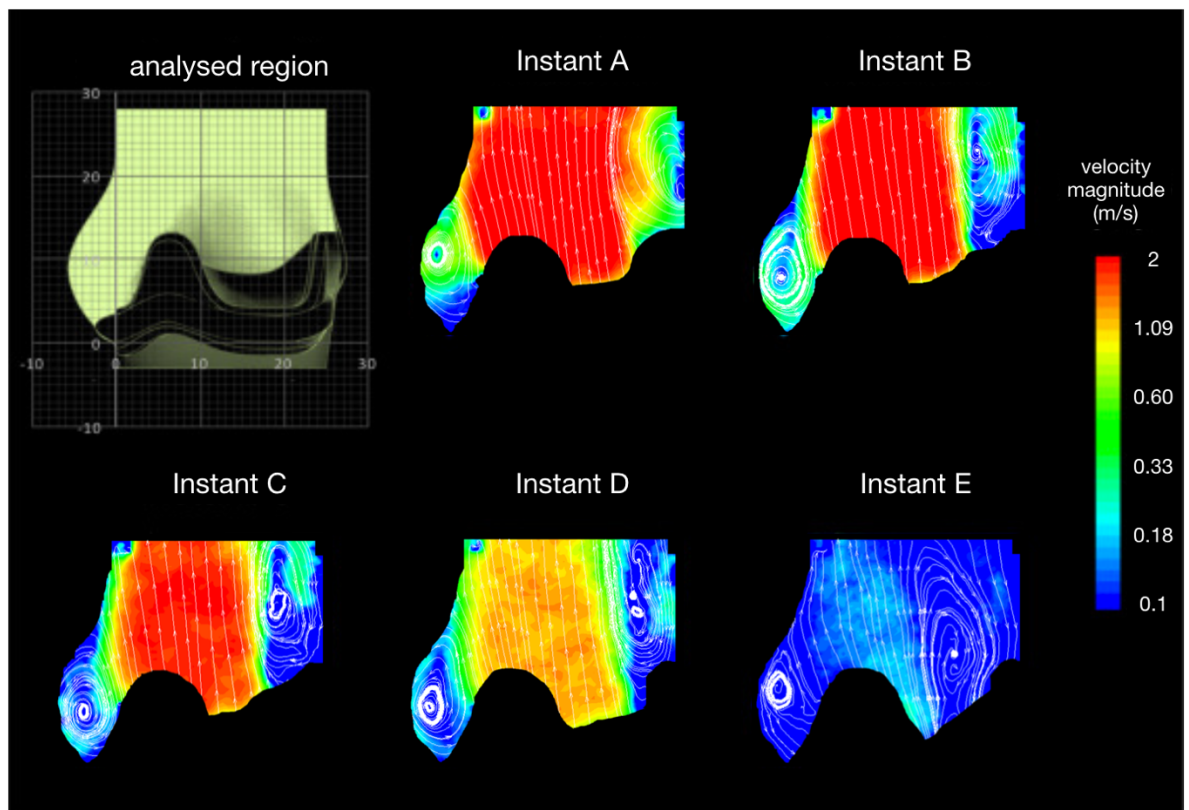 analysed region
Instant A
Instant B
30
20
10
0
-10
0
10
20
30
-10
velocity
magnitude
(m/s)
2
1.09
0.60
0.33
0.18
0.1
Instant C
Instant D
Instant E